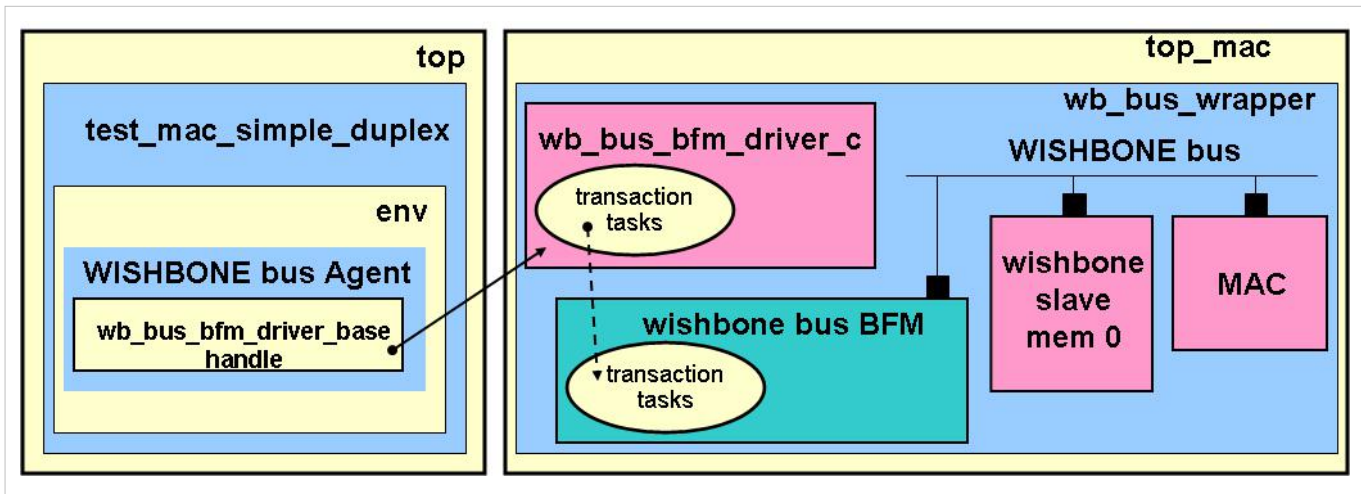 top
test_mac_simple_duplex
env
WISHBONE bus Agent
wb_bus_bfm_driver_base
handle
top_mac
wb_bus_wrapper
wb_bus_bfm_driver_c
transaction
tasks
WISHBONE bus
wishbone bus BFM
transaction
tasks
wishbone
slave
mem 0
MAC